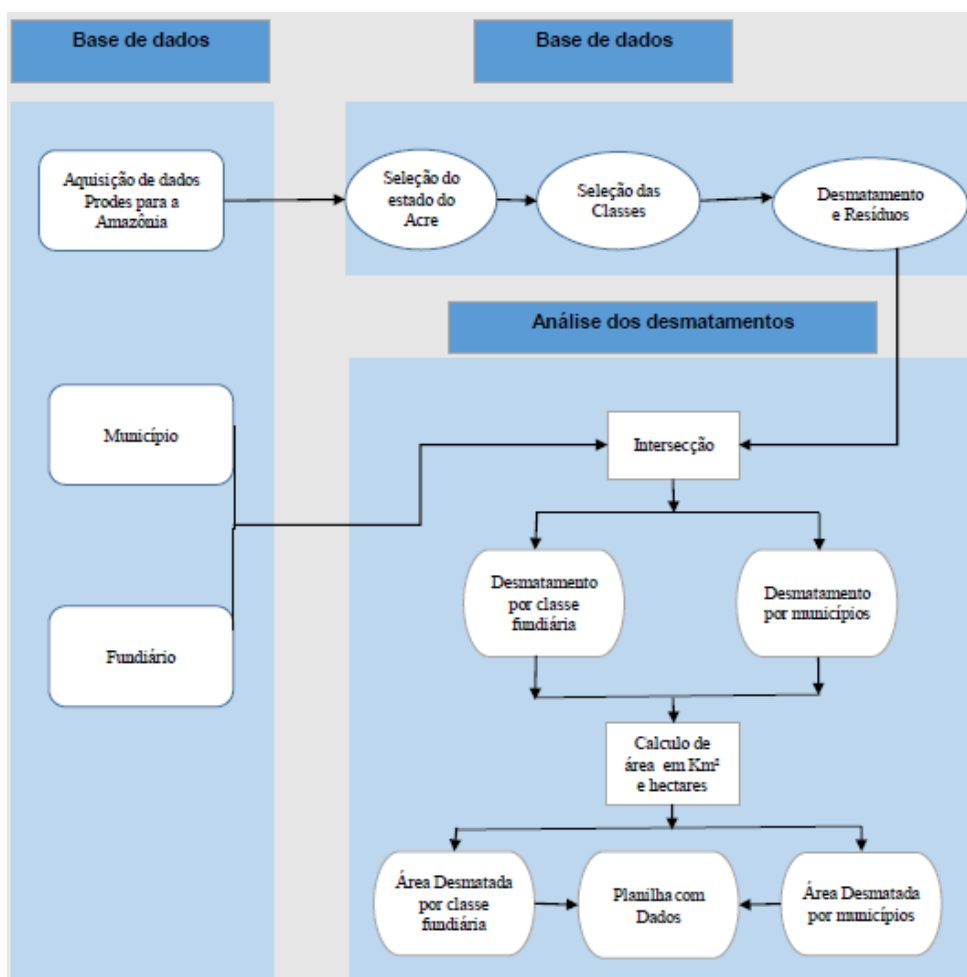 Base de dados
Base de dados
Aquisição de dados
Prodes para a
Amazônia
Seleção do
estado do
Acre
Seleção das
Classes
Desmatamento
e Resíduos
Análise dos desmatamentos
Município
Intersecção
Fundiário
Desmatamento
por classe
fundiária
Desmatamento
por municípios
Calculo de
área em Km²
e hectares
Área Desmatada
por classe
fundiária
Planilha com
Dados
Área Desmatada
por municípios